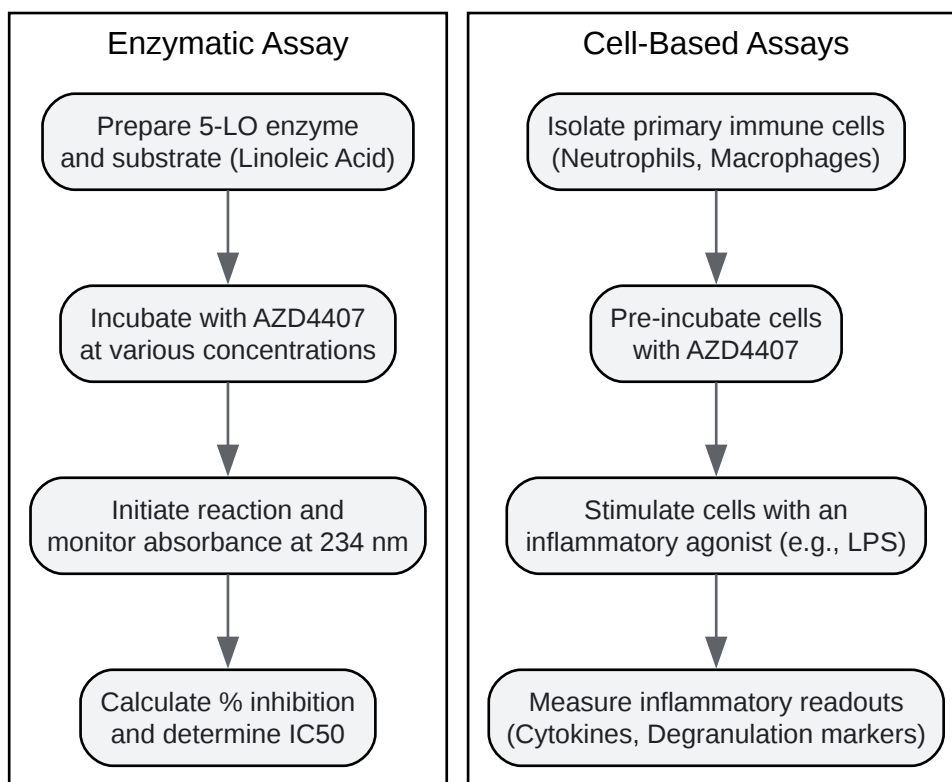 Enzymatic Assay
Prepare 5-LO enzyme
and substrate (Linoleic Acid)
Incubate with AZD4407
at various concentrations
Initiate reaction and
monitor absorbance at 234 nm
Calculate % inhibition
and determine IC50
Cell-Based Assays
Isolate primary immune cells
(Neutrophils, Macrophages)
Pre-incubate cells
with AZD4407
Stimulate cells with an
inflammatory agonist (e.g., LPS)
Measure inflammatory readouts
(Cytokines, Degranulation markers)